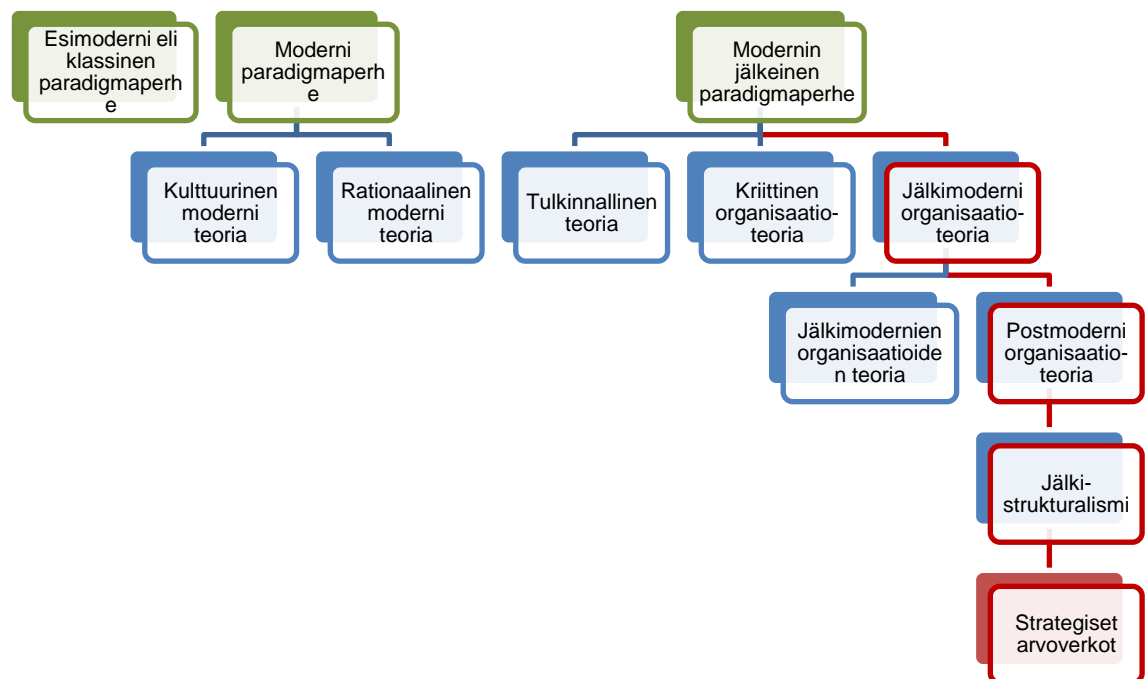 Esimoderni eli
klassinen
paradigmaperh
e
Moderni
paradigmaperh
e
Modernin
jälkeinen
paradigmaperhe
Kulttuurinen
moderni
teoria
Rationaalinen
moderni
teoria
Tulkinnallinen
teoria
Kriittinen
organisaatio-
teoria
Jälkimoderni
organisaatio-
teoria
Jälkimodernien
organisaatioide
n teoria
Postmoderni
organisaatio-
teoria
Jälki-
strukturalismi
Strategiset
arvoverkot